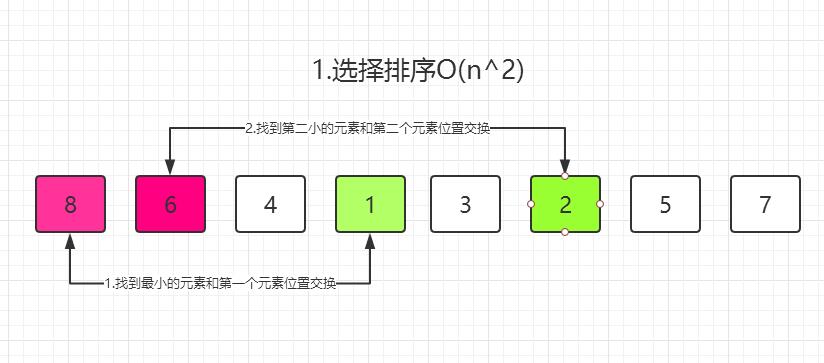 1.选择排序O(n^2)
2.找到第二小的元素和第二个元素位置交换
8 6 4 1 3 2 5 7
1.找到最小的元素和第一个元素位置交换